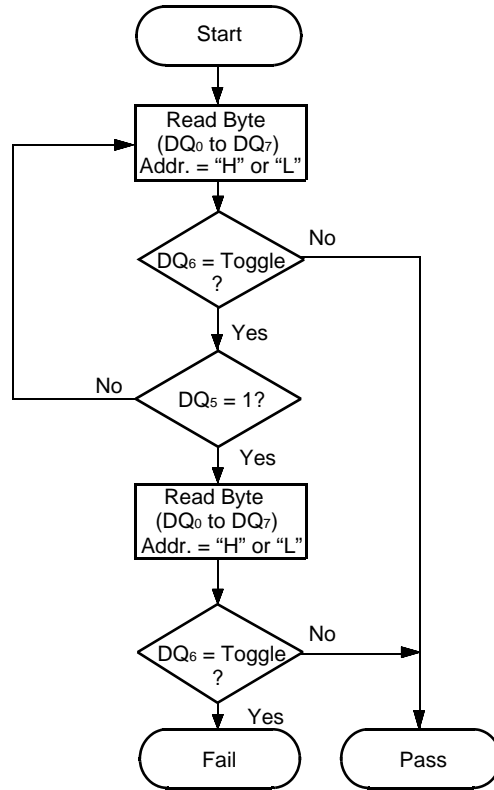 Start
Read Byte
(DQ0 to DQ7)
Addr. = “H” or “L”
No
DQ6 = Toggle
?
Yes
No
DQ5 = 1?
Yes
Read Byte
(DQ0 to DQ7)
Addr. = “H” or “L”
No
DQ6 = Toggle
?
Yes
Fail
Pass